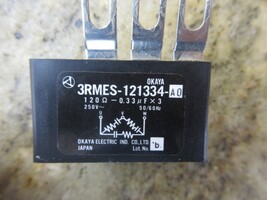 OKAYA
3RMES-121334-A0
120Ω-0.33µF×3
250V~ 50/60Hz
U V W
OKAYA ELECTRIC IND. CO.,LTD
JAPAN Lot No. b.